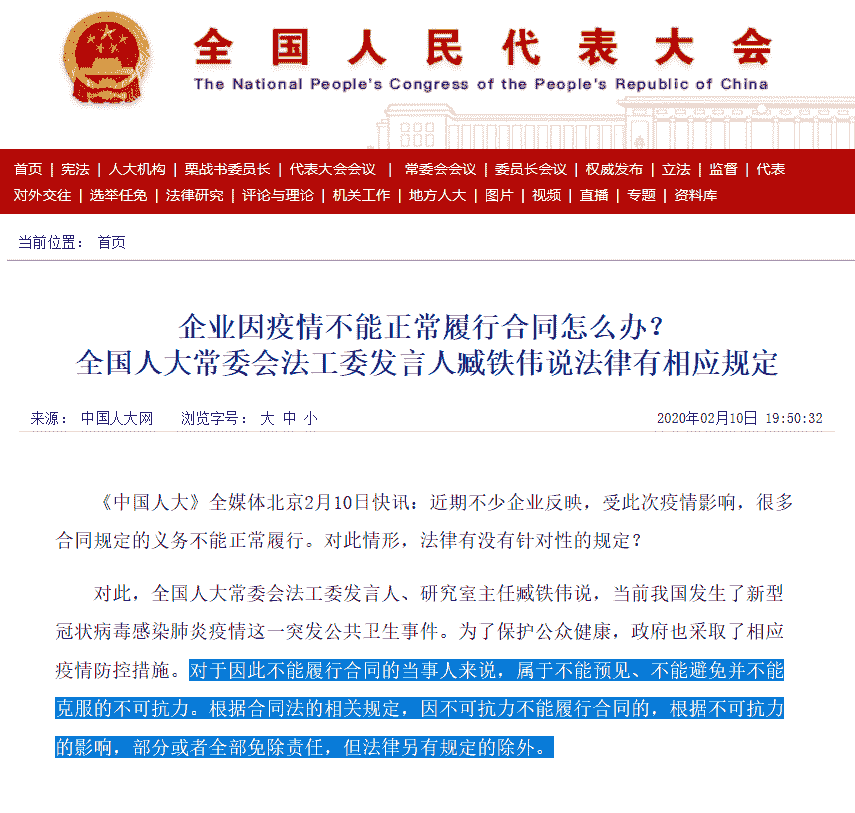 全国人民代表大会
The National People's Congress of the People's Republic of China
首页 | 宪法 | 人大机构 | 栗战书委员长 | 代表大会会议 | 常委会会议 | 委员长会议 | 权威发布 | 立法 | 监督 | 代表
对外交往 | 选举任免 | 法律研究 | 评论与理论 | 机关工作 | 地方人大 | 图片 | 视频 | 直播 | 专题 | 资料库
当前位置： 首页
企业因疫情不能正常履行合同怎么办？
全国人大常委会法工委发言人臧铁伟说法律有相应规定
来源： 中国人大网 浏览字号： 大 中 小 2020年02月10日 19:50:32
《中国人大》全媒体北京2月10日快讯：近期不少企业反映，受此次疫情影响，很多
合同规定的义务不能正常履行。对此情形，法律有没有针对性的规定？
对此，全国人大常委会法工委发言人、研究室主任臧铁伟说，当前我国发生了新型
冠状病毒感染肺炎疫情这一突发公共卫生事件。为了保护公众健康，政府也采取了相应
疫情防控措施。对于因此不能履行合同的当事人来说，属于不能预见、不能避免并不能
克服的不可抗力。根据合同法的相关规定，因不可抗力不能履行合同的，根据不可抗力
的影响，部分或者全部免除责任，但法律另有规定的除外。